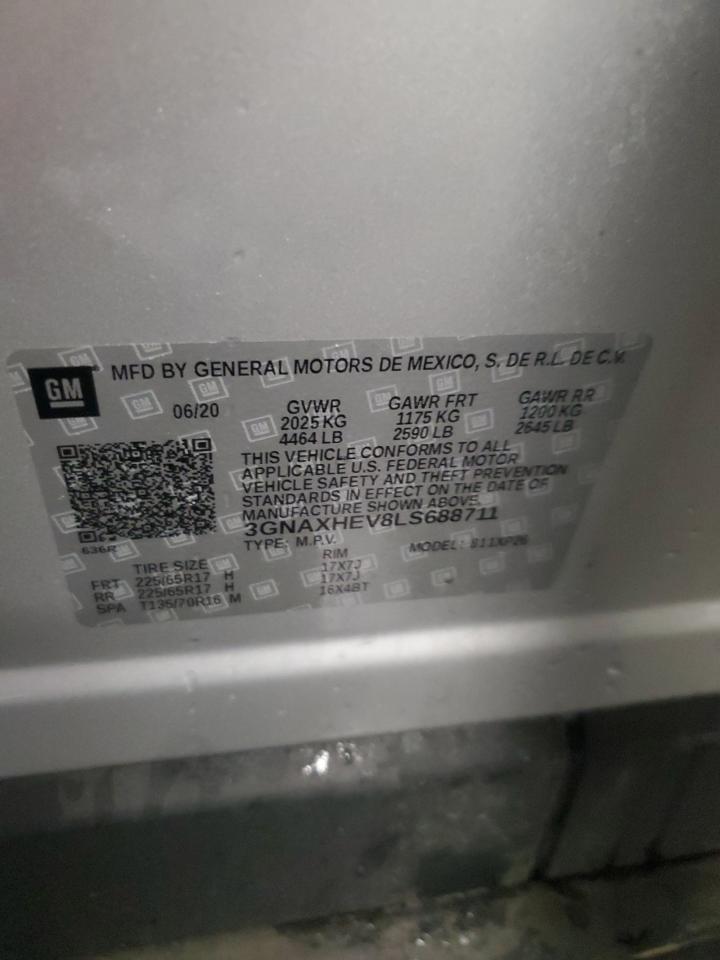 GM
MFD BY GENERAL MOTORS DE MEXICO, S. DE R.L. DE C.V.
06/20 GVWR GAWR FRT GAWR RR
2025 KG 1175 KG 1200 KG
4464 LB 2590 LB 2645 LB
THIS VEHICLE CONFORMS TO ALL
APPLICABLE U.S. FEDERAL MOTOR
VEHICLE SAFETY AND THEFT PREVENTION
STANDARDS IN EFFECT ON THE DATE OF
MANUFACTURE SHOWN ABOVE.
3GNAXHEV8LS688711
TYPE: M.P.V. MODEL: 811XP26
636R
TIRE SIZE RIM
FRT 225/65R17 H 17X7J
RR 225/65R17 H 17X7J
SPA T135/70R16 M 16X4BT